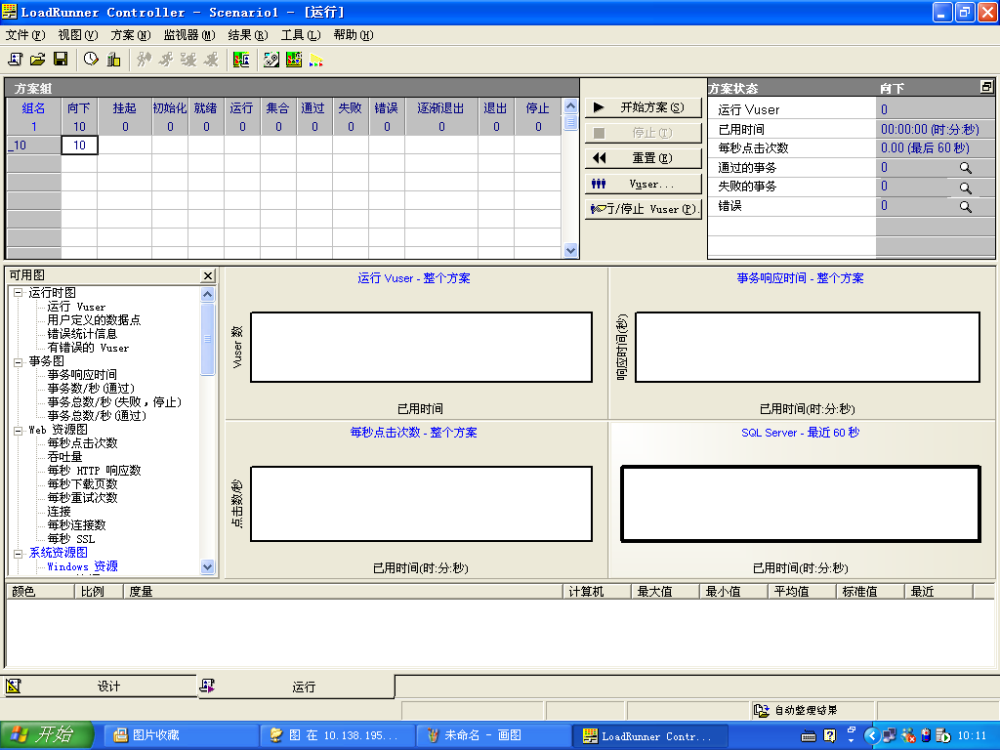 LoadRunner Controller - Scenario1 - [运行]
文件(F) 视图(V) 方案(N) 监视器(M) 结果(R) 工具(L) 帮助(H)
方案组
组名 向下 挂起 初始化 就绪 运行 集合 通过 失败 错误 逐渐退出 退出 停止
1 10 0 0 0 0 0 0 0 0 0 0 0
_10 10
开始方案(S)
停止(T)
重置(E)
Vuser...
行/停止 Vuser(P).
方案状态 向下
运行 Vuser 0
已用时间 00:00:00 (时:分:秒)
每秒点击次数 0.00 (最后 60 秒)
通过的事务 0
失败的事务 0
错误 0
可用图
运行时图
运行 Vuser
用户定义的数据点
错误统计信息
有错误的 Vuser
事务图
事务响应时间
事务数/秒(通过)
事务总数/秒(失败，停止)
事务总数/秒(通过)
Web 资源图
每秒点击次数
吞吐量
每秒 HTTP 响应数
每秒下载页数
每秒重试次数
连接
每秒连接数
每秒 SSL
系统资源图
Windows 资源
运行 Vuser - 整个方案
Vuser 数
已用时间
事务响应时间 - 整个方案
响应时间(秒)
已用时间(时:分:秒)
每秒点击次数 - 整个方案
点击数/秒
已用时间(时:分:秒)
SQL Server - 最近 60 秒
已用时间(时:分:秒)
颜色 比例 度量 计算机 最大值 最小值 平均值 标准值 最近
设计 运行
自动整理结果
开始 图片收藏 图 在 10.138.195... 未命名 - 画图 LoadRunner Contr... 10:11